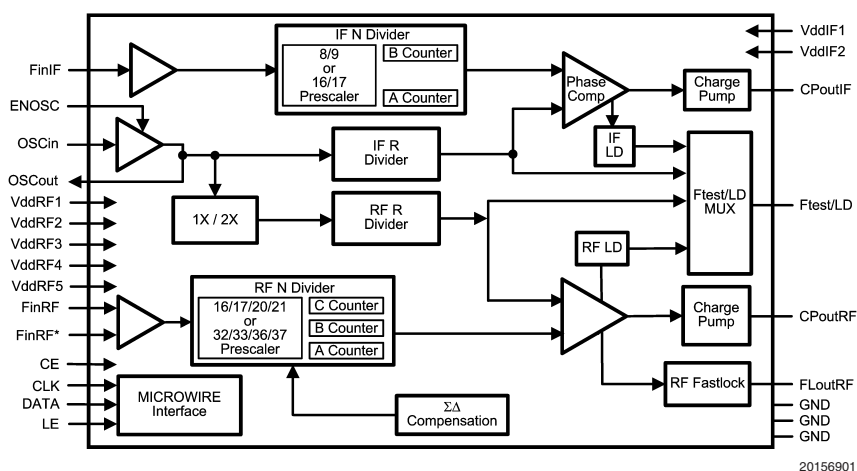 IF N Divider
8/9
or
16/17
Prescaler
B Counter
A Counter
VddIF1
VddIF2
FinIF
Phase
Comp
Charge
Pump
CPoutIF
ENOSC
OSCin
IF R
Divider
IF
LD
OSCout
Ftest/LD
MUX
Ftest/LD
VddRF1
VddRF2
VddRF3
VddRF4
VddRF5
1X / 2X
RF R
Divider
RF LD
RF N Divider
16/17/20/21
or
32/33/36/37
Prescaler
C Counter
B Counter
A Counter
FinRF
FinRF*
Charge
Pump
CPoutRF
CE
CLK
DATA
LE
MICROWIRE
Interface
ΣΔ
Compensation
RF Fastlock
FLoutRF
GND
GND
GND
20156901